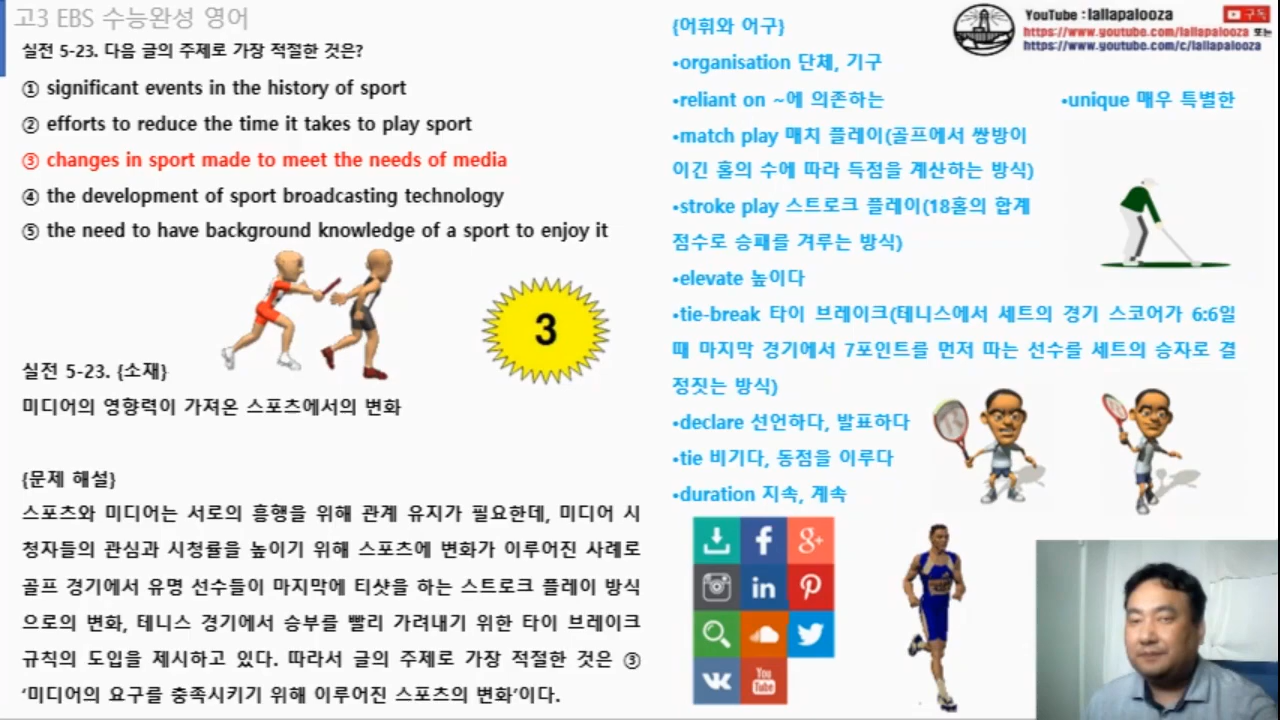 고3 EBS 수능완성 영어
실전 5-23. 다음 글의 주제로 가장 적절한 것은?
① significant events in the history of sport
② efforts to reduce the time it takes to play sport
③ changes in sport made to meet the needs of media
④ the development of sport broadcasting technology
⑤ the need to have background knowledge of a sport to enjoy it
3
실전 5-23. {소재}
미디어의 영향력이 가져온 스포츠에서의 변화
{문제 해설}
스포츠와 미디어는 서로의 흥행을 위해 관계 유지가 필요한데, 미디어 시
청자들의 관심과 시청률을 높이기 위해 스포츠에 변화가 이루어진 사례로
골프 경기에서 유명 선수들이 마지막에 티샷을 하는 스트로크 플레이 방식
으로의 변화, 테니스 경기에서 승부를 빨리 가려내기 위한 타이 브레이크
규칙의 도입을 제시하고 있다. 따라서 글의 주제로 가장 적절한 것은 ③
‘미디어의 요구를 충족시키기 위해 이루어진 스포츠의 변화’이다.
{어휘와 어구}
•organisation 단체, 기구
•reliant on ~에 의존하는
•unique 매우 특별한
•match play 매치 플레이(골프에서 쌍방이
이긴 홀의 수에 따라 득점을 계산하는 방식)
•stroke play 스트로크 플레이(18홀의 합계
점수로 승패를 겨루는 방식)
•elevate 높이다
•tie-break 타이 브레이크(테니스에서 세트의 경기 스코어가 6:6일
때 마지막 경기에서 7포인트를 먼저 따는 선수를 세트의 승자로 결
정짓는 방식)
•declare 선언하다, 발표하다
•tie 비기다, 동점을 이루다
•duration 지속, 계속
YouTube : lallapalooza
구독
https://www.youtube.com/lallapalooza 또는
https://www.youtube.com/c/lallapalooza
f
g+
in
You
Tube